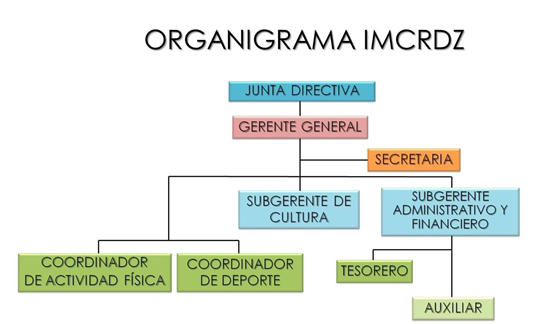 ORGANIGRAMA IMCRDZ
JUNTA DIRECTIVA
GERENTE GENERAL
SECRETARIA
SUBGERENTE DE
CULTURA
SUBGERENTE
ADMINISTRATIVO Y
FINANCIERO
COORDINADOR
DE ACTIVIDAD FÍSICA
COORDINADOR
DE DEPORTE
TESORERO
AUXILIAR